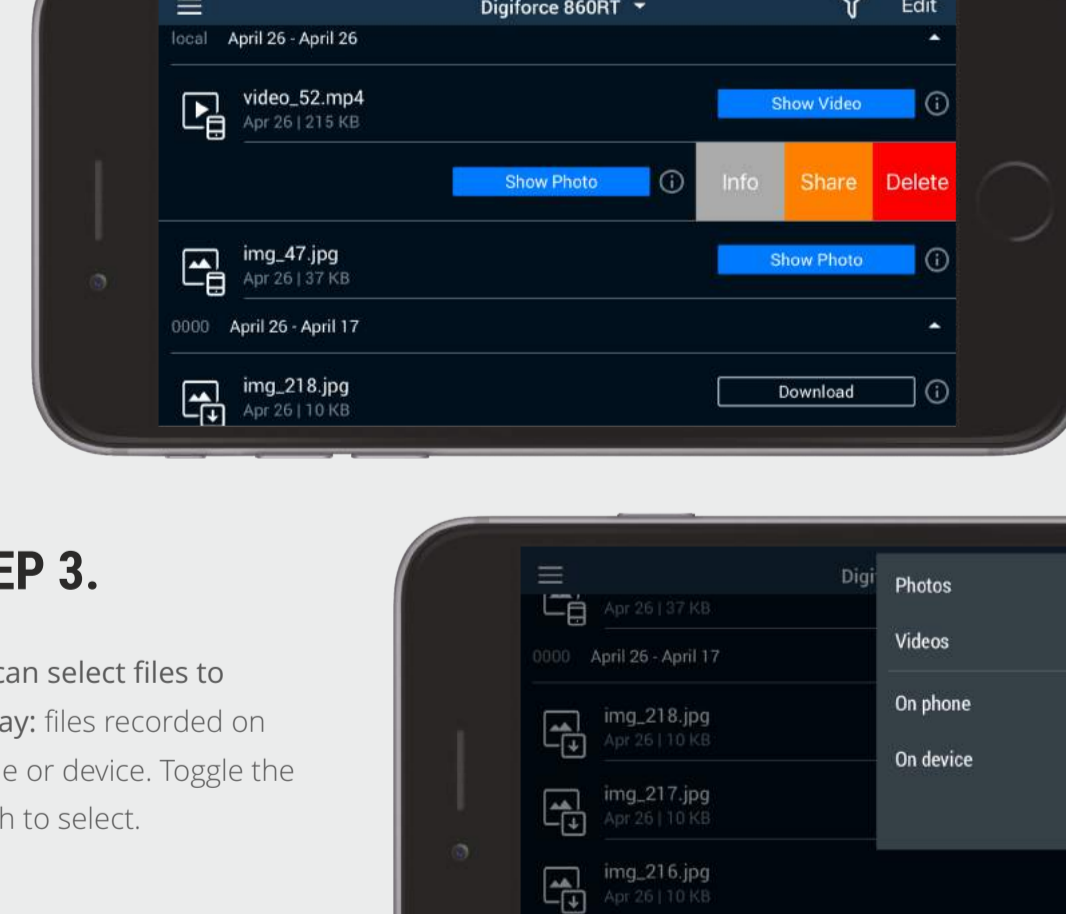 Digiforce 860RT
Edit
local April 26 - April 26
video_52.mp4
Show Video
Apr 26 | 215 KB
Show Photo
Info
Share
Delete
img_47.jpg
Show Photo
Apr 26 | 37 KB
0000 April 26 - April 17
img_218.jpg
Download
Apr 26 | 10 KB
EP 3.
can select files to
ay: files recorded on
e or device. Toggle the
h to select.
Digi
Apr 26 | 37 KB
0000 April 26 - April 17
img_218.jpg
Apr 26 | 10 KB
img_217.jpg
Apr 26 | 10 KB
img_216.jpg
Apr 26 | 10 KB
Photos
Videos
On phone
On device